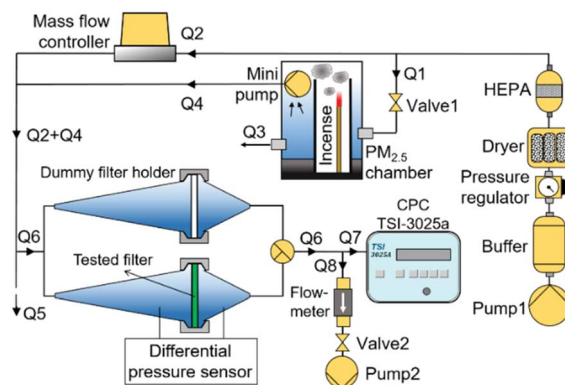 Mass flow
controller
Q2
Mini
pump
Q4
Q1
Valve1
Q3
Incense
PM2.5
chamber
HEPA
Dryer
Pressure
regulator
Buffer
Pump1
Q2+Q4
Dummy filter holder
Q6
Tested filter
Q5
Differential
pressure sensor
Q6
Q7
Q8
CPC
TSI-3025a
TSI
3025A
Flow-
meter
Valve2
Pump2